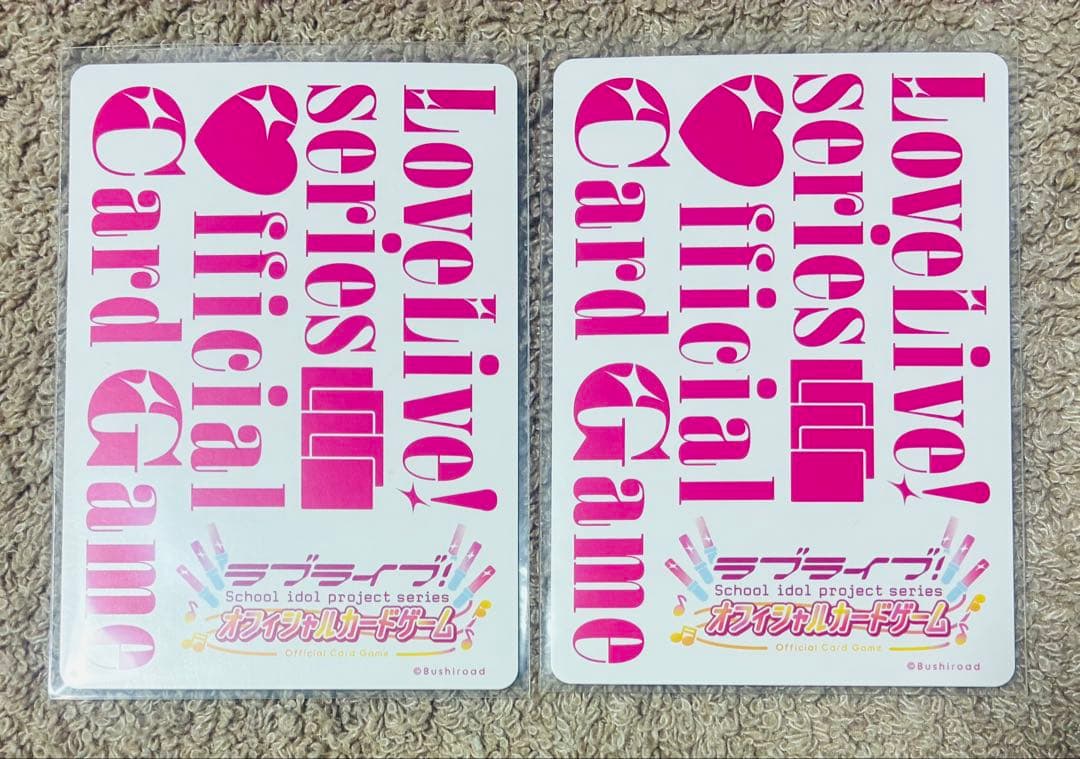 LoveLive!
series
Official
Card Game
ラブライブ!
School idol project series
オフィシャルカードゲーム
Official Card Game
©Bushiroad
LoveLive!
series
Official
Card Game
ラブライブ!
School idol project series
オフィシャルカードゲーム
Official Card Game
©Bushiroad